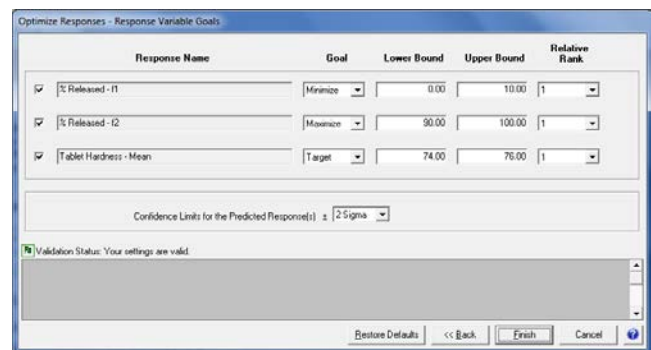 Optimize Responses - Response Variable Goals
Response Name Goal Lower Bound Upper Bound Relative Rank
% Released - f1 Minimize 0.00 10.00 1
% Released - f2 Maximize 90.00 100.00 1
Tablet Hardness - Mean Target 74.00 76.00 1
Confidence Limits for the Predicted Response(s) ± 2 Sigma
Validation Status: Your settings are valid.
Restore Defaults << Back Finish Cancel ?